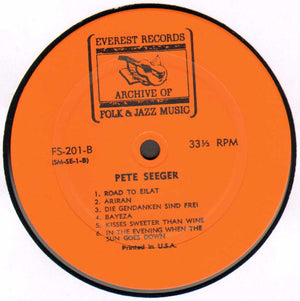 EVEREST RECORDS
ARCHIVE OF
FOLK & JAZZ MUSIC
FS-201-B
(SM-SE-1-B)
33⅓ RPM
PETE SEEGER
1. ROAD TO EILAT
2. ARIRAN
3. DIE GENDANKEN SIND FREI
4. BAYEZA
5. KISSES SWEETER THAN WINE
6. IN THE EVENING WHEN THE
SUN GOES DOWN
Printed in U.S.A.